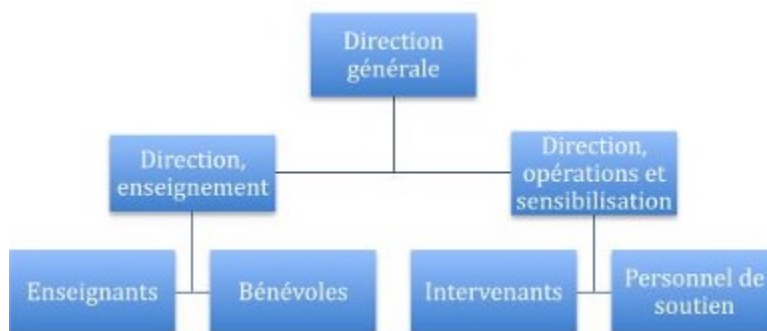 Direction
générale
Direction,
enseignement
Direction,
opérations et
sensibilisation
Enseignants
Bénévoles
Intervenants
Personnel de
soutien